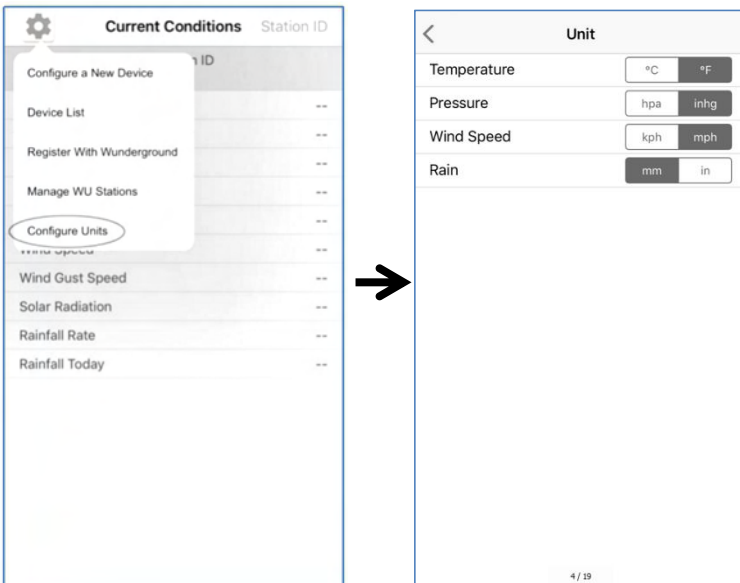 Current Conditions Station ID
n ID
Configure a New Device
Device List
--
--
Register With Wunderground
--
Manage WU Stations
--
Configure Units
--
Wind Speed --
Wind Gust Speed --
Solar Radiation --
Rainfall Rate --
Rainfall Today --
Unit
Temperature °C °F
Pressure hpa inhg
Wind Speed kph mph
Rain mm in
4 / 19